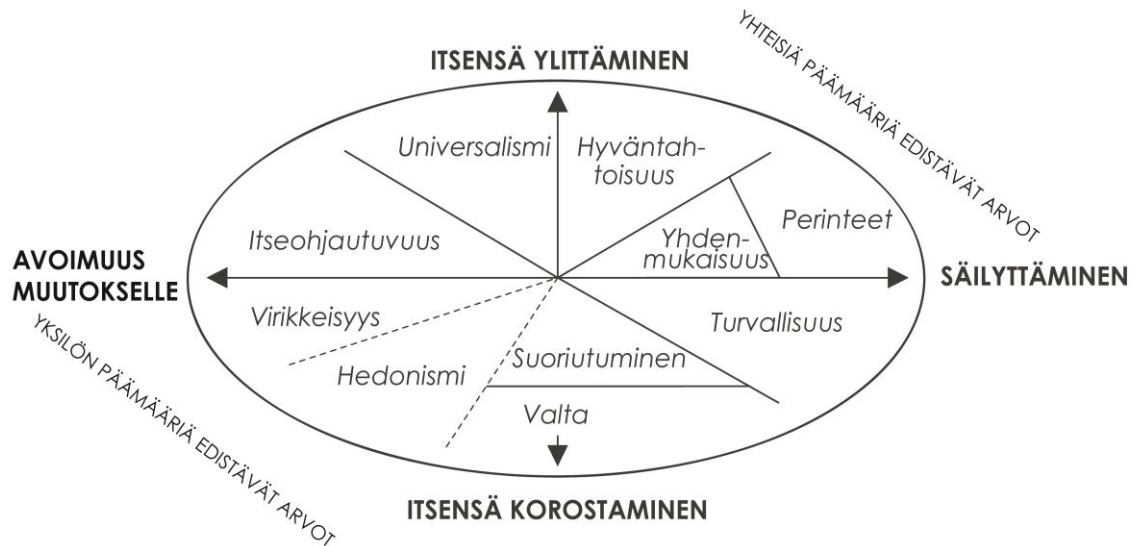 ITSENSÄ YLITTÄMINEN
YHTEISIÄ PÄÄMÄÄRIÄ EDISTÄVÄT ARVOT
Universalismi
Hyväntah-
toisuus
Perinteet
Itseohjautuvuus
Yhden-
mukaisuus
AVOIMUUS
MUUTOKSELLE
SÄILYTTÄMINEN
Virikkeisyys
Turvallisuus
Suoriutuminen
Hedonismi
Valta
YKSILÖN PÄÄMÄÄRIÄ EDISTÄVÄT ARVOT
ITSENSÄ KOROSTAMINEN